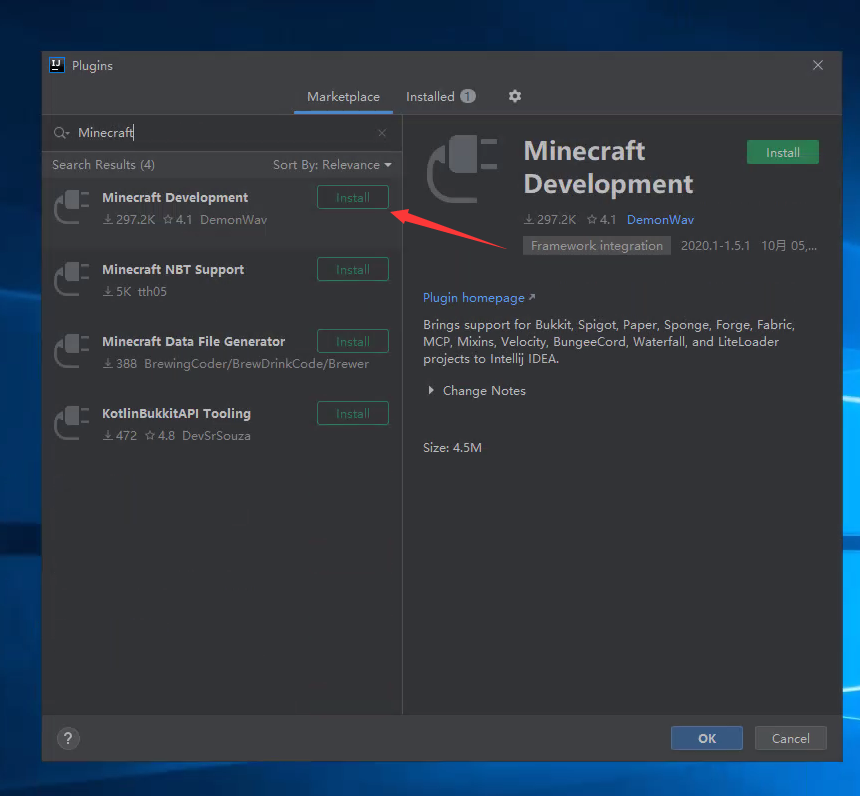 IJ Plugins
Marketplace Installed 1
Minecraft
Search Results (4) Sort By: Relevance
Minecraft Development Install
297.2K 4.1 DemonWav
Minecraft NBT Support Install
5K tth05
Minecraft Data File Generator Install
388 BrewingCoder/BrewDrinkCode/Brewer
KotlinBukkitAPI Tooling Install
472 4.8 DevSrSouza
Minecraft
Development
Install
297.2K 4.1 DemonWav
Framework integration 2020.1-1.5.1 10月 05,...
Plugin homepage
Brings support for Bukkit, Spigot, Paper, Sponge, Forge, Fabric,
MCP, Mixins, Velocity, BungeeCord, Waterfall, and LiteLoader
projects to Intellij IDEA.
Change Notes
Size: 4.5M
?
OK Cancel